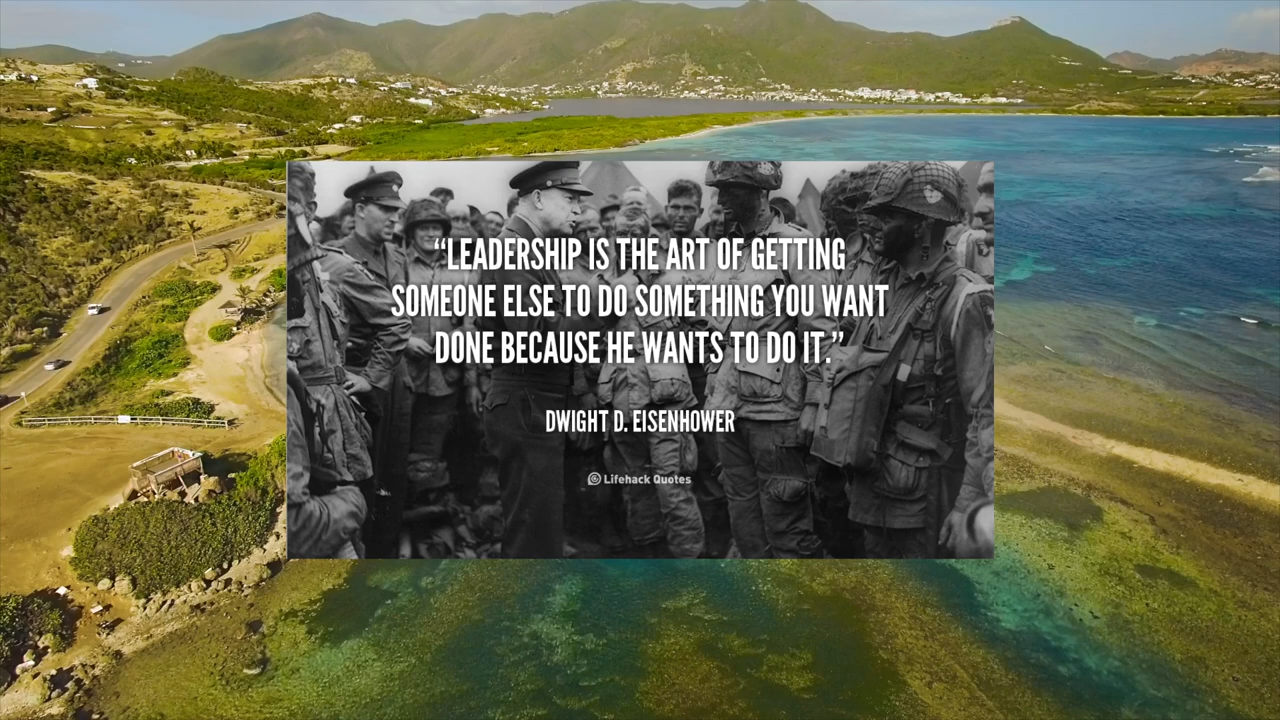 “LEADERSHIP IS THE ART OF GETTING
SOMEONE ELSE TO DO SOMETHING YOU WANT
DONE BECAUSE HE WANTS TO DO IT.”
DWIGHT D. EISENHOWER
Lifehack Quotes